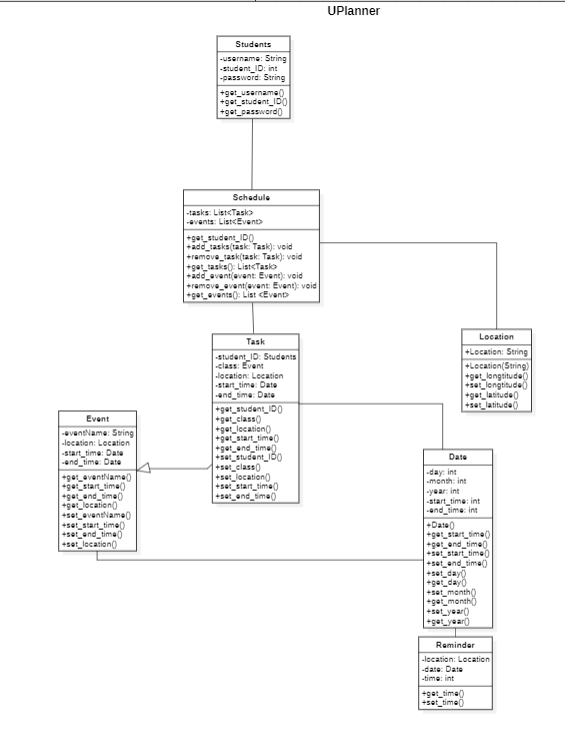 UPlanner
Students
-username: String
-student_ID: int
-password: String
+get_username()
+get_student_ID()
+get_password()
Schedule
-tasks: List<Task>
-events: List<Event>
+get_student_ID()
+add_tasks(task: Task): void
+remove_task(task: Task): void
+get_tasks(): List<Task>
+add_event(event: Event): void
+remove_event(event: Event): void
+get_events(): List <Event>
Location
+Location: String
+Location(String)
+get_longtitude()
+set_longtitude()
+get_latitude()
+set_latitude()
Task
-student_ID: Students
-class: Event
-location: Location
-start_time: Date
-end_time: Date
+get_student_ID()
+get_class()
+get_location()
+get_start_time()
+get_end_time()
+set_student_ID()
+set_class()
+set_location()
+set_start_time()
+set_end_time()
Event
-eventName: String
-location: Location
-start_time: Date
-end_time: Date
+get_eventName()
+get_start_time()
+get_end_time()
+get_location()
+set_eventName()
+set_start_time()
+set_end_time()
+set_location()
Date
-day: int
-month: int
-year: int
-start_time: int
-end_time: int
+Date()
+get_start_time()
+get_end_time()
+set_start_time()
+set_end_time()
+set_day()
+get_day()
+set_month()
+get_month()
+set_year()
+get_year()
Reminder
-location: Location
-date: Date
-time: int
+get_time()
+set_time()